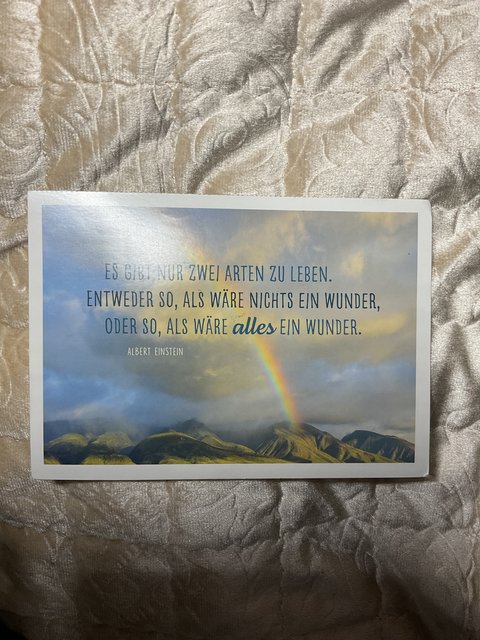 ES GIBT NUR ZWEI ARTEN ZU LEBEN.
ENTWEDER SO, ALS WÄRE NICHTS EIN WUNDER,
ODER SO, ALS WÄRE alles EIN WUNDER.
ALBERT EINSTEIN